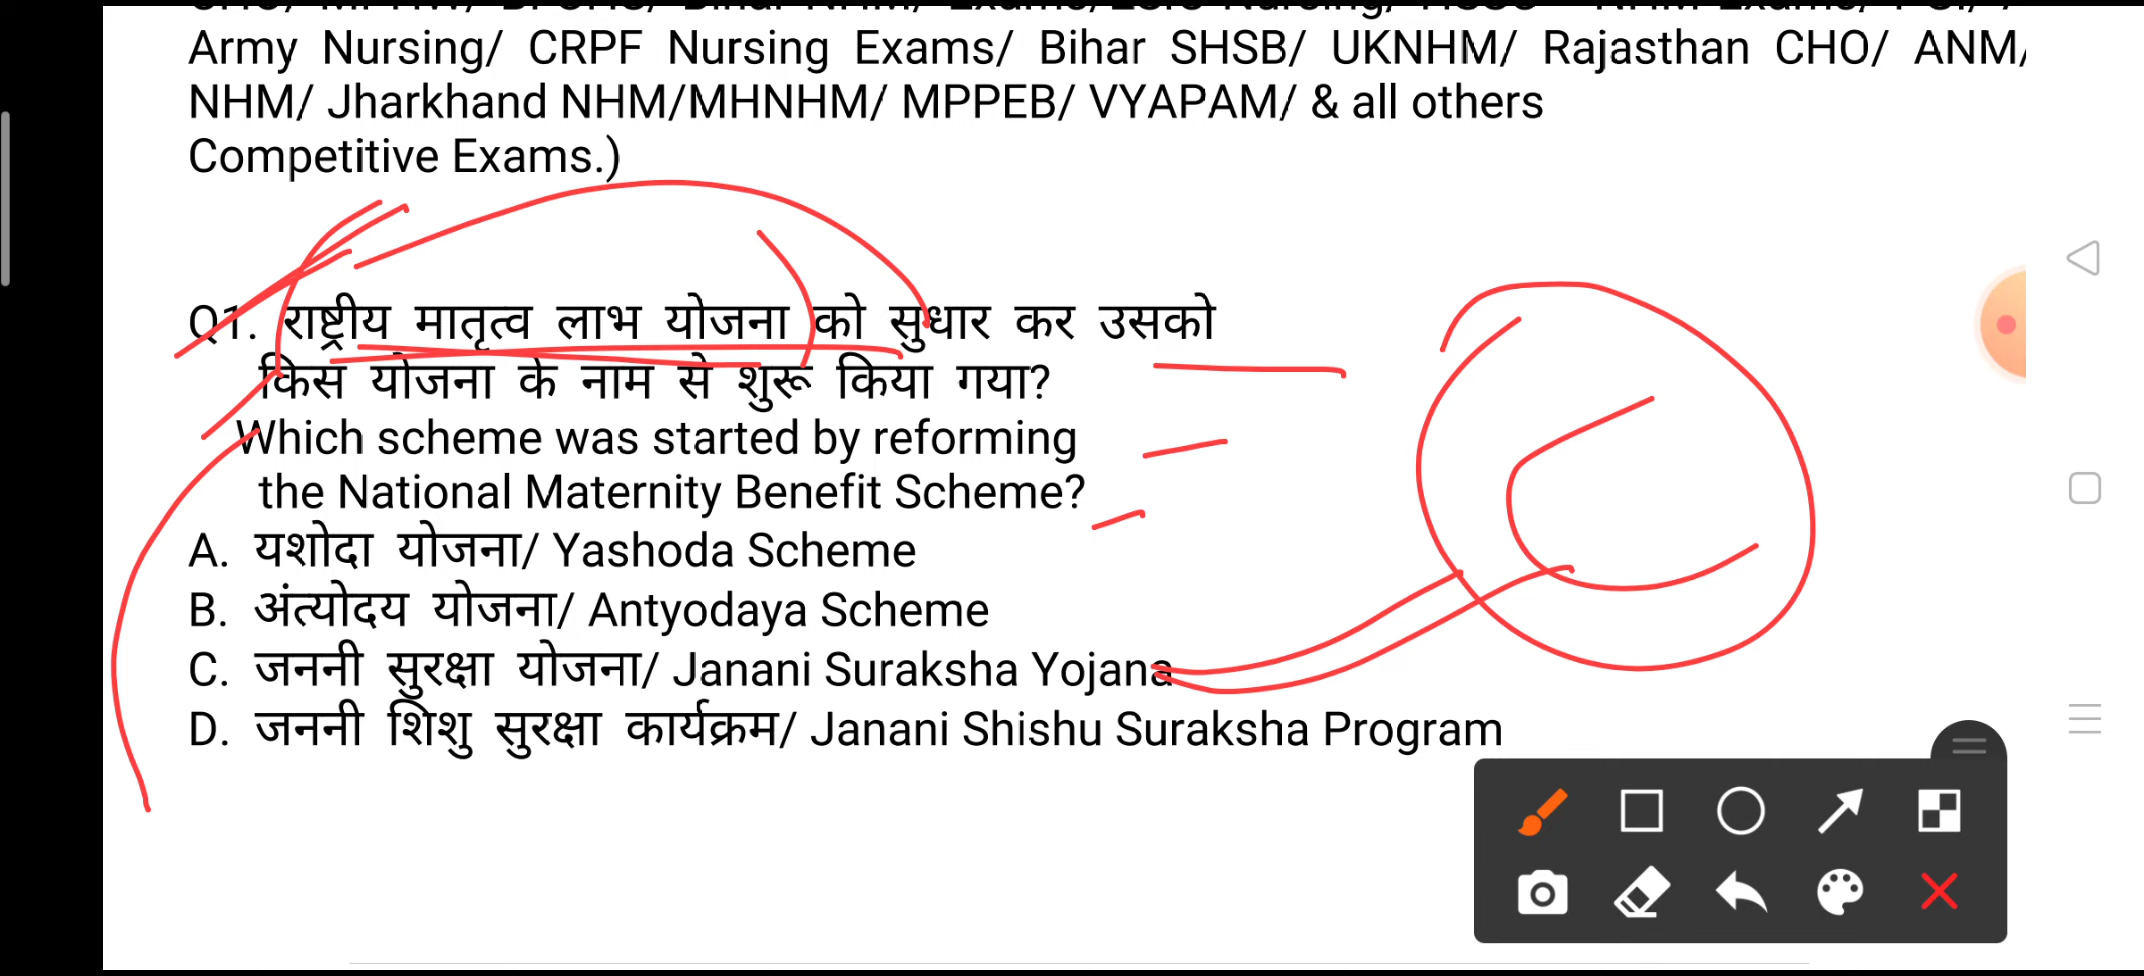 Army Nursing/ CRPF Nursing Exams/ Bihar SHSB/ UKNHM/ Rajasthan CHO/ ANM/
NHM/ Jharkhand NHM/MHNHM/ MPPEB/ VYAPAM/ & all others
Competitive Exams.)
Q1. राष्ट्रीय मातृत्व लाभ योजना को सुधार कर उसको
किस योजना के नाम से शुरू किया गया?
Which scheme was started by reforming
the National Maternity Benefit Scheme?
A. यशोदा योजना/ Yashoda Scheme
B. अंत्योदय योजना/ Antyodaya Scheme
C. जननी सुरक्षा योजना/ Janani Suraksha Yojana
D. जननी शिशु सुरक्षा कार्यक्रम/ Janani Shishu Suraksha Program